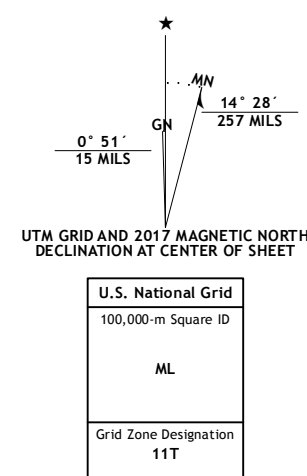 ★
MN
GN
14° 28´
257 MILS
0° 51´
15 MILS
UTM GRID AND 2017 MAGNETIC NORTH
DECLINATION AT CENTER OF SHEET
U.S. National Grid
100,000-m Square ID
ML
Grid Zone Designation
11T